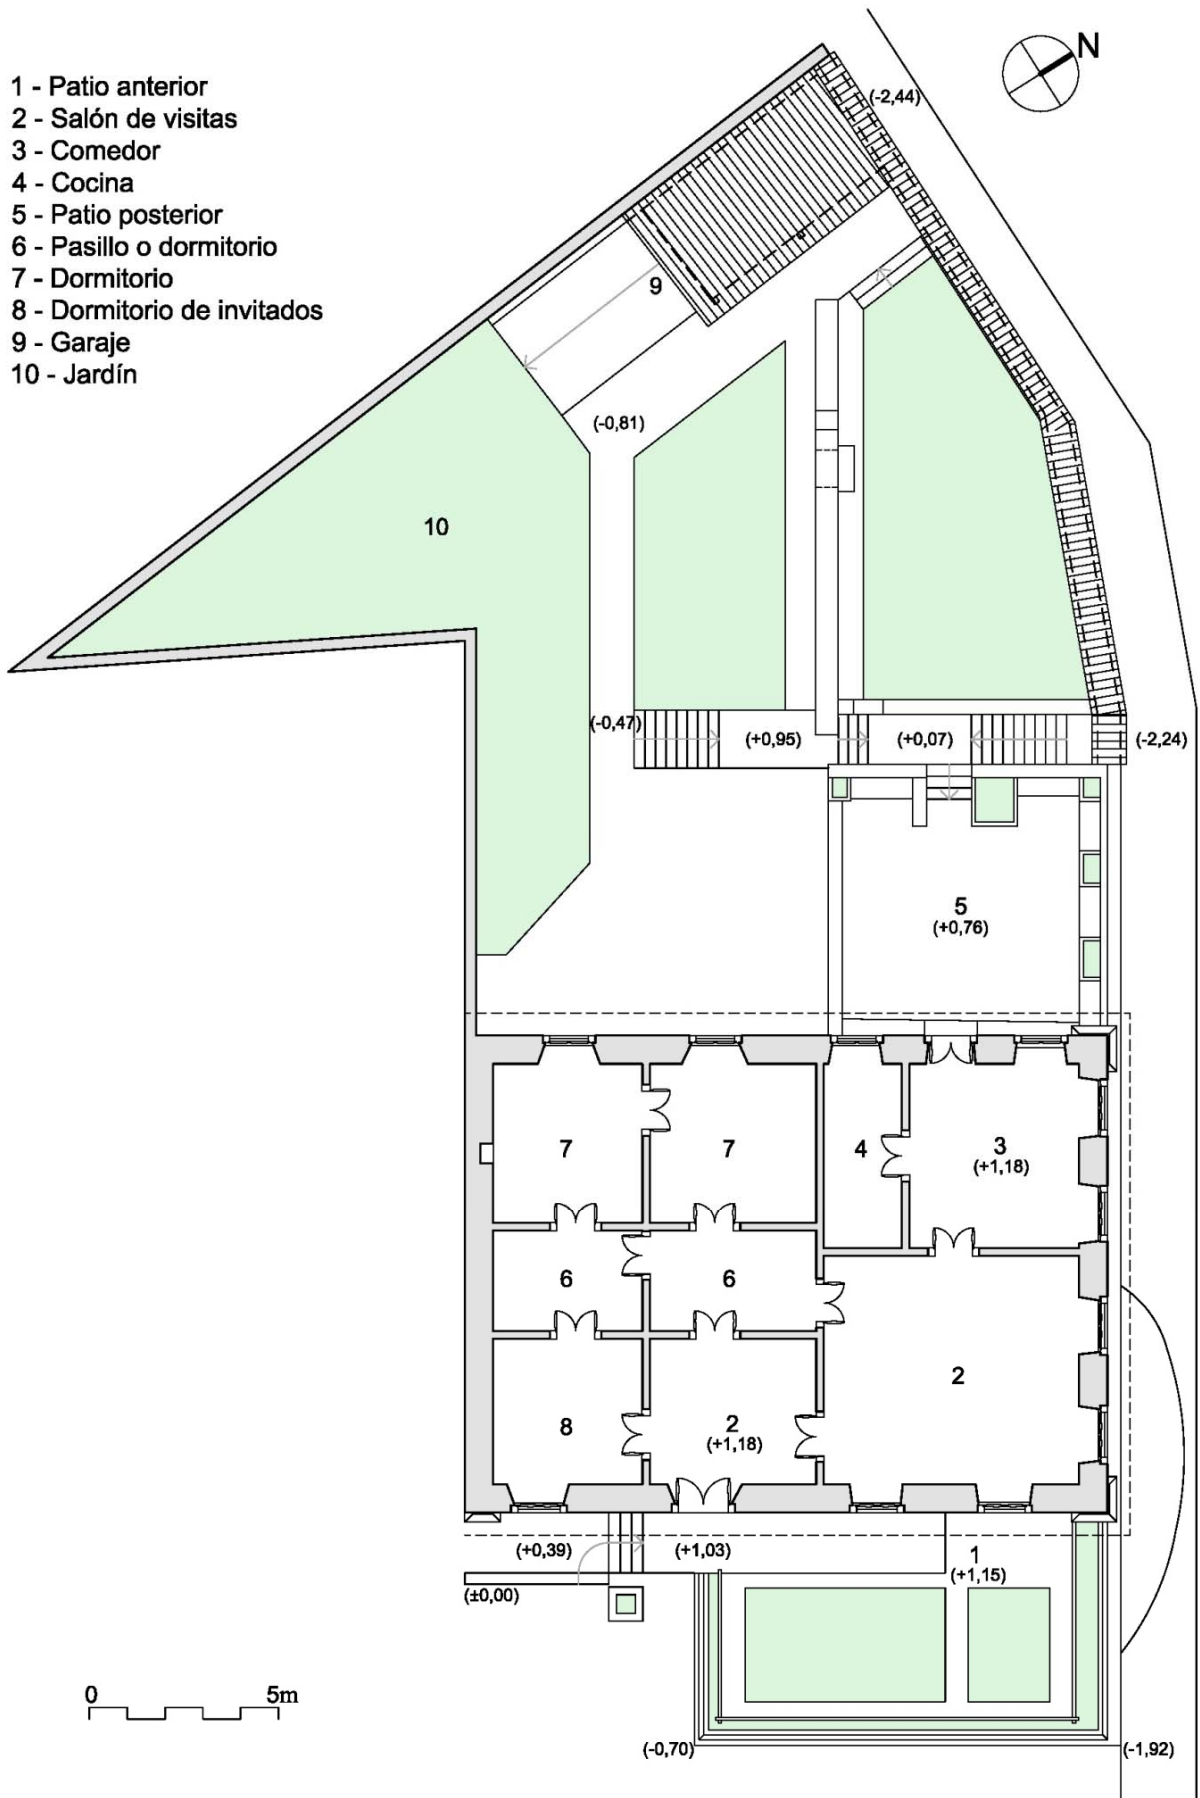 1 - Patio anterior
2 - Salón de visitas
3 - Comedor
4 - Cocina
5 - Patio posterior
6 - Pasillo o dormitorio
7 - Dormitorio
8 - Dormitorio de invitados
9 - Garaje
10 - Jardín
N
(-2,44)
9
(-0,81)
10
(-0,47)
(+0,95)
(+0,07)
(-2,24)
5
(+0,76)
7
7
4
3
(+1,18)
6
6
2
8
2
(+1,18)
(+0,39)
(+1,03)
1
(+1,15)
(±0,00)
0
5m
(-0,70)
(-1,92)